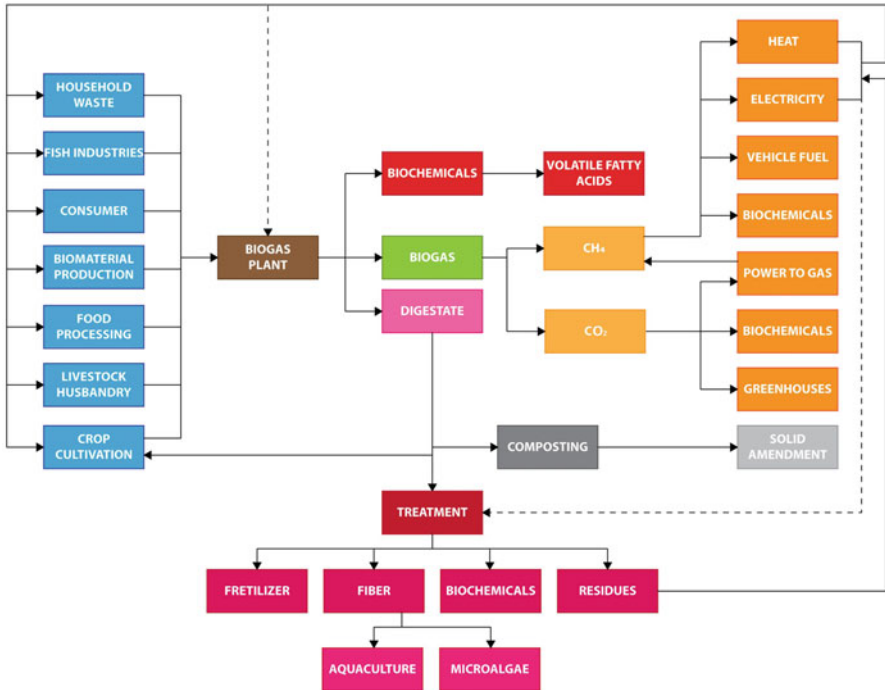 HEAT
HOUSEHOLD
WASTE
ELECTRICITY
FISH INDUSTRIES
BIOCHEMICALS
VOLATILE FATTY
ACIDS
VEHICLE FUEL
CONSUMER
BIOCHEMICALS
BIOGAS
PLANT
BIOGAS
CH₄
BIOMATERIAL
PRODUCTION
POWER TO GAS
DIGESTATE
FOOD
PROCESSING
CO₂
BIOCHEMICALS
LIVESTOCK
HUSBANDRY
GREENHOUSES
CROP
CULTIVATION
COMPOSTING
SOLID
AMENDMENT
TREATMENT
FRETILIZER
FIBER
BIOCHEMICALS
RESIDUES
AQUACULTURE
MICROALGAE